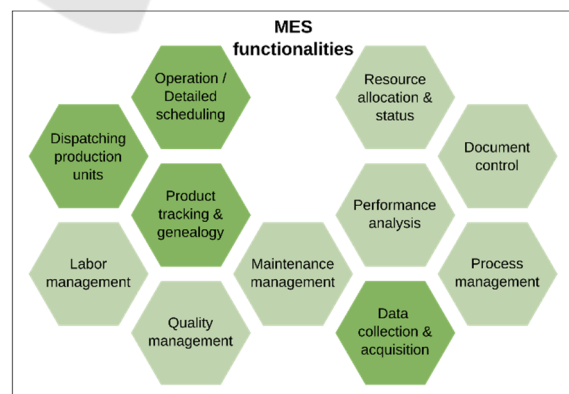 MES
functionalities
Operation /
Detailed
scheduling
Resource
allocation &
status
Dispatching
production
units
Document
control
Product
tracking &
genealogy
Performance
analysis
Labor
management
Maintenance
management
Process
management
Quality
management
Data
collection &
acquisition